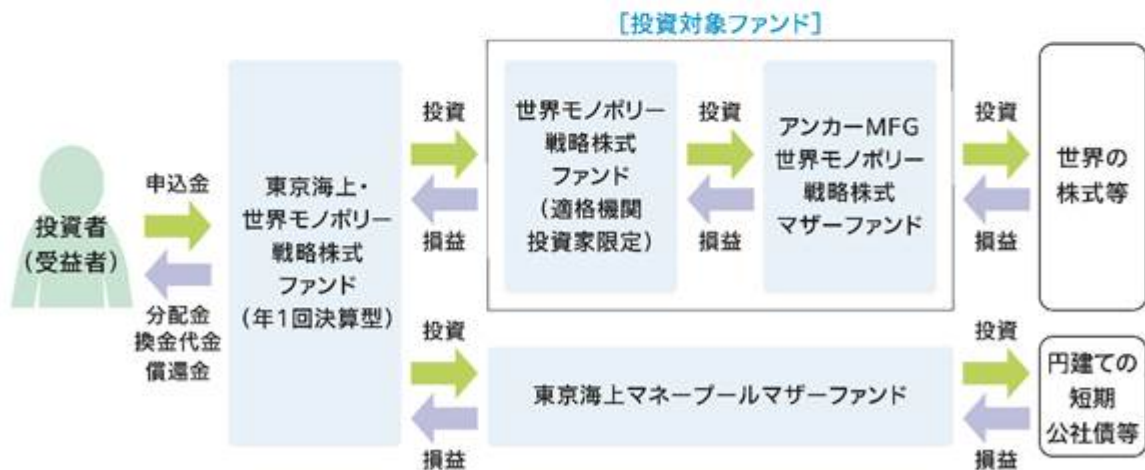 ［投資対象ファンド］
投資者
（受益者）
申込金
分配金
換金代金
償還金
東京海上・
世界モノポリー
戦略株式
ファンド
（年1回決算型）
投資
損益
世界モノポリー
戦略株式
ファンド
（適格機関
投資家限定）
投資
損益
アンカーMFG
世界モノポリー
戦略株式
マザーファンド
投資
損益
世界の
株式等
投資
損益
東京海上マネープールマザーファンド
投資
損益
円建ての
短期
公社債等